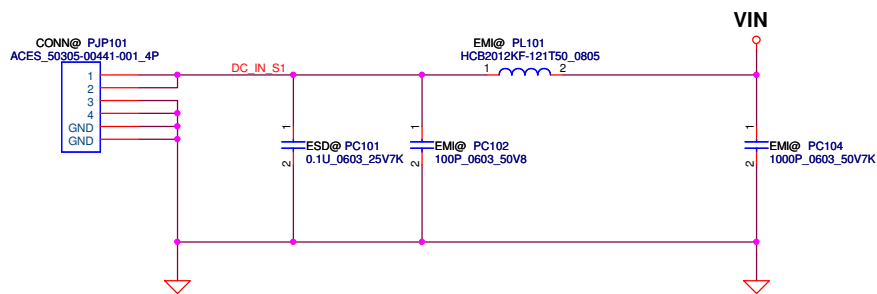 VIN
CONN@ PJP101
ACES_50305-00441-001_4P
EMI@ PL101
HCB2012KF-121T50_0805
DC_IN_S1
1 2
1
2
3
4
GND
GND
1
2
ESD@ PC101
0.1U_0603_25V7K
1
2
EMI@ PC102
100P_0603_50V8
1
2
EMI@ PC104
1000P_0603_50V7K